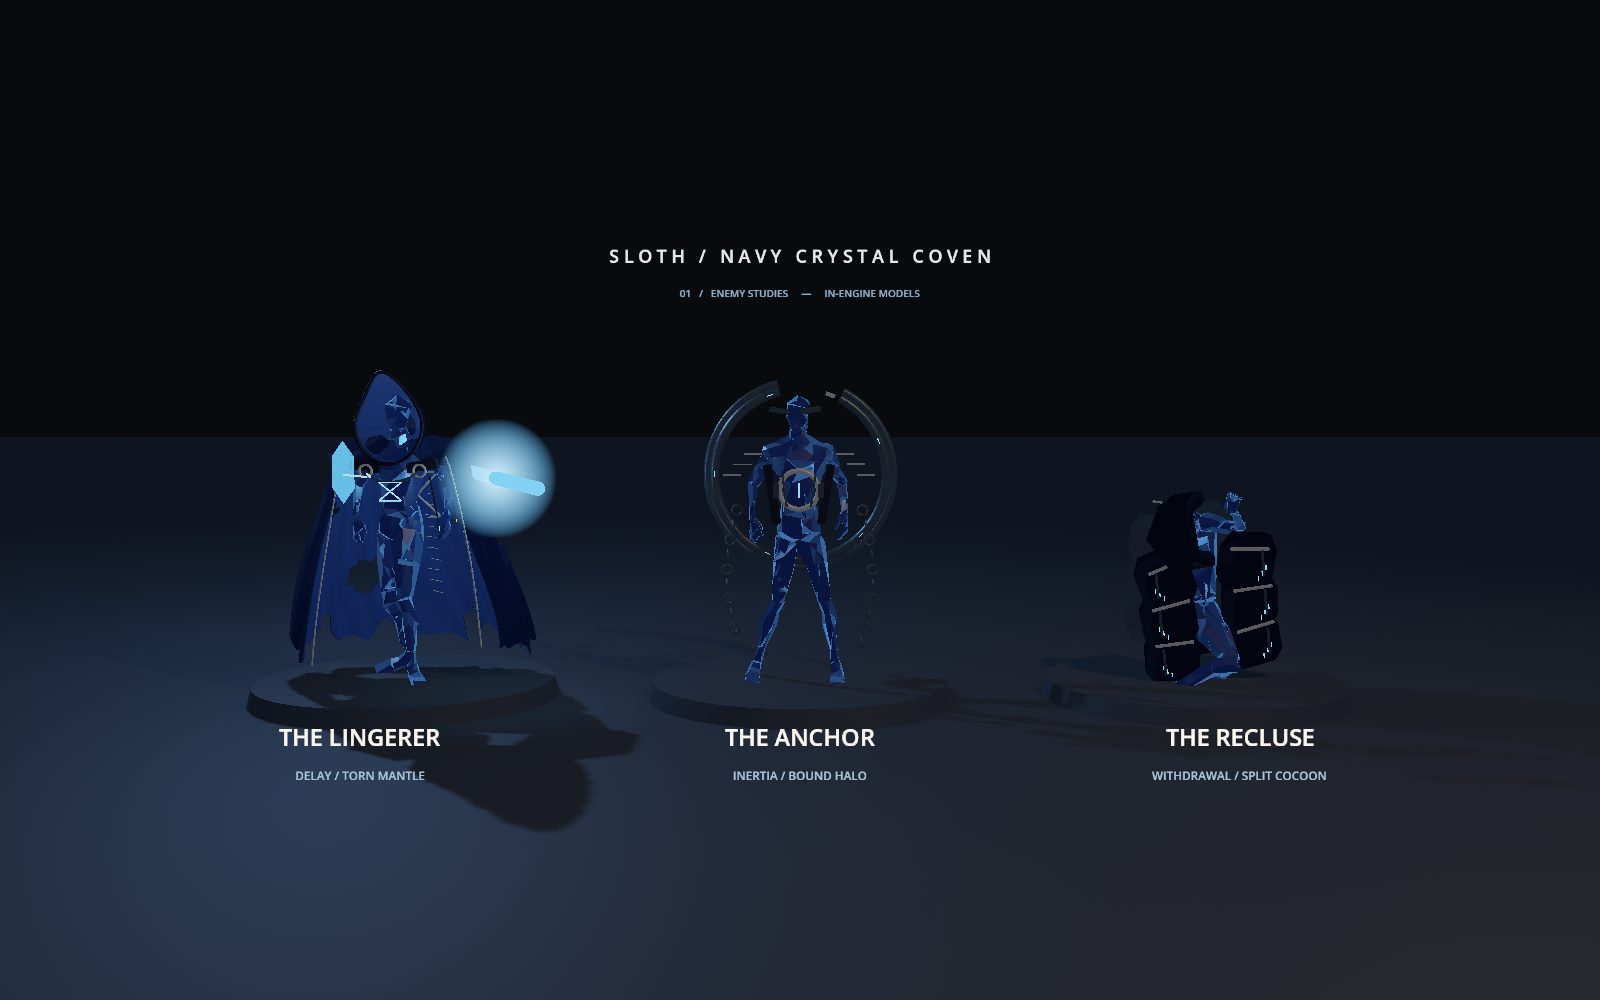 SLOTH / NAVY CRYSTAL COVEN
01 / ENEMY STUDIES — IN-ENGINE MODELS
THE LINGERER
DELAY / TORN MANTLE
THE ANCHOR
INERTIA / BOUND HALO
THE RECLUSE
WITHDRAWAL / SPLIT COCOON